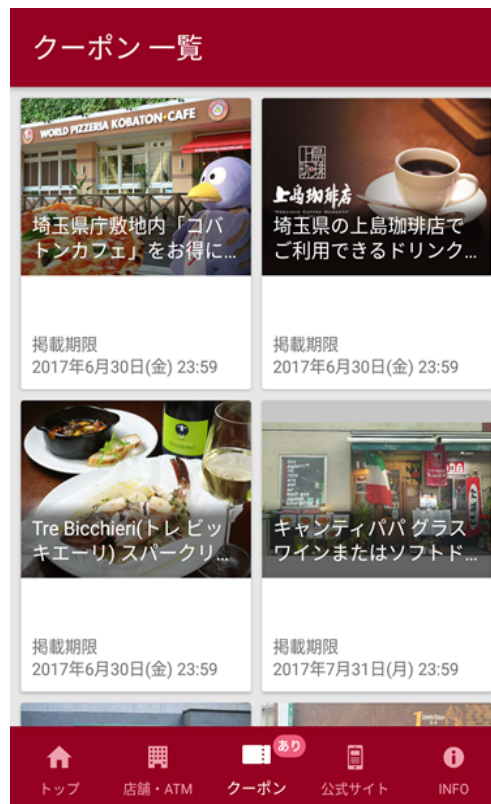 クーポン 一覧
WORLD PIZZERIA KOBATON・CAFE
埼玉県庁敷地内「コバ
トンカフェ」をお得に…
掲載期限
2017年6月30日(金) 23:59
上島珈琲店
埼玉県の上島珈琲店で
ご利用できるドリンク…
掲載期限
2017年6月30日(金) 23:59
Tre Bicchieri(トレ ビッ
キエーリ) スパークリ…
掲載期限
2017年6月30日(金) 23:59
キャンティパパ グラス
ワインまたはソフトド…
掲載期限
2017年7月31日(月) 23:59
トップ
店舗・ATM
あり
クーポン
公式サイト
INFO